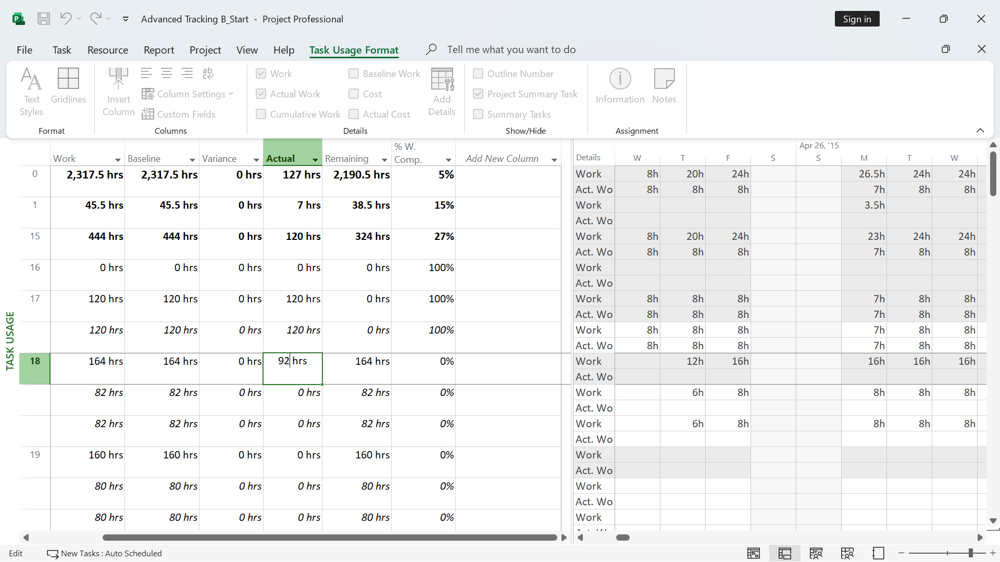 Advanced Tracking B_Start - Project Professional
Sign in
File Task Resource Report Project View Help Task Usage Format Tell me what you want to do
Text Styles
Gridlines
Format
Insert Column
Column Settings
Custom Fields
Columns
Work
Actual Work
Cumulative Work
Baseline Work
Cost
Actual Cost
Add Details
Details
Outline Number
Project Summary Task
Summary Tasks
Show/Hide
Information
Notes
Assignment
TASK USAGE
Work Baseline Variance Actual Remaining % W. Comp. Add New Column
0 2,317.5 hrs 2,317.5 hrs 0 hrs 127 hrs 2,190.5 hrs 5%
1 45.5 hrs 45.5 hrs 0 hrs 7 hrs 38.5 hrs 15%
15 444 hrs 444 hrs 0 hrs 120 hrs 324 hrs 27%
16 0 hrs 0 hrs 0 hrs 0 hrs 0 hrs 100%
17 120 hrs 120 hrs 0 hrs 120 hrs 0 hrs 100%
120 hrs 120 hrs 0 hrs 120 hrs 0 hrs 100%
18 164 hrs 164 hrs 0 hrs 92 hrs 164 hrs 0%
82 hrs 82 hrs 0 hrs 0 hrs 82 hrs 0%
82 hrs 82 hrs 0 hrs 0 hrs 82 hrs 0%
19 160 hrs 160 hrs 0 hrs 0 hrs 160 hrs 0%
80 hrs 80 hrs 0 hrs 0 hrs 80 hrs 0%
80 hrs 80 hrs 0 hrs 0 hrs 80 hrs 0%
Apr 26, '15
Details W T F S S M T W
Work 8h 20h 24h 26.5h 24h 24h
Act. Wo 8h 8h 8h 7h 8h 8h
Work 3.5h
Act. Wo
Work 8h 20h 24h 23h 24h 24h
Act. Wo 8h 8h 8h 7h 8h 8h
Work
Act. Wo
Work 8h 8h 8h 7h 8h 8h
Act. Wo 8h 8h 8h 7h 8h 8h
Work 8h 8h 8h 7h 8h 8h
Act. Wo 8h 8h 8h 7h 8h 8h
Work 12h 16h 16h 16h 16h
Act. Wo
Work 6h 8h 8h 8h 8h
Act. Wo
Work 6h 8h 8h 8h 8h
Act. Wo
Work
Act. Wo
Work
Act. Wo
Work
Edit New Tasks : Auto Scheduled